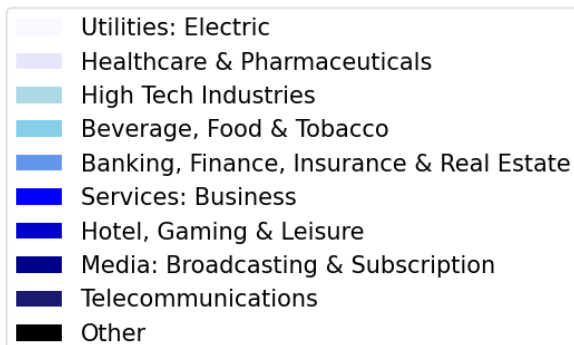 Utilities: Electric
Healthcare & Pharmaceuticals
High Tech Industries
Beverage, Food & Tobacco
Banking, Finance, Insurance & Real Estate
Services: Business
Hotel, Gaming & Leisure
Media: Broadcasting & Subscription
Telecommunications
Other